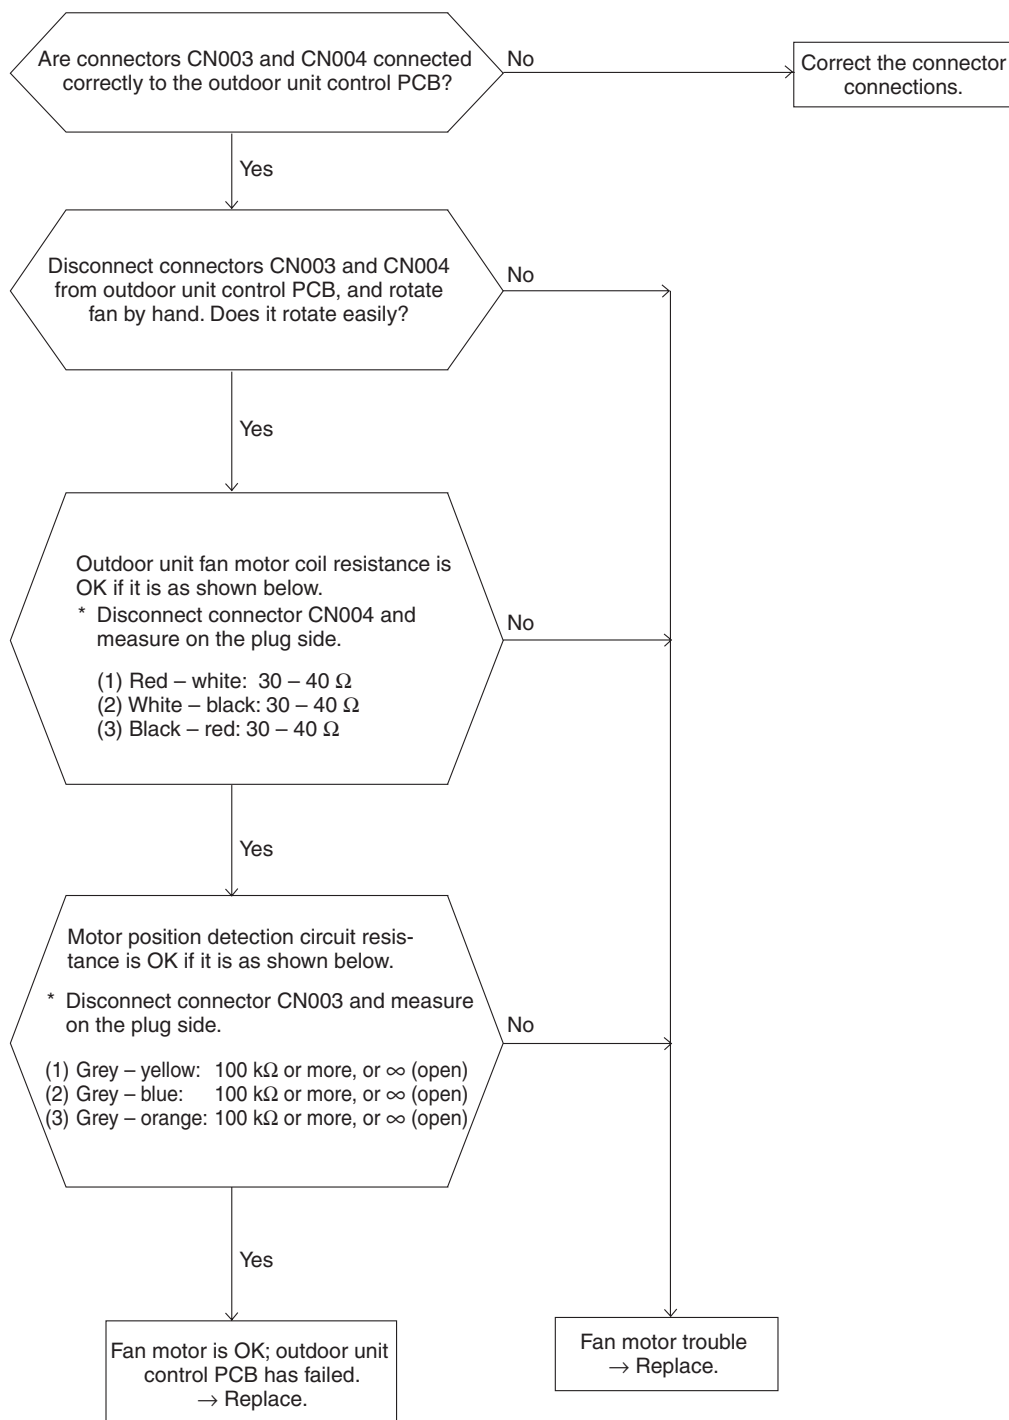 Are connectors CN003 and CN004 connected
correctly to the outdoor unit control PCB?
No
Correct the connector
connections.
Yes
Disconnect connectors CN003 and CN004
from outdoor unit control PCB, and rotate
fan by hand. Does it rotate easily?
No
Yes
Outdoor unit fan motor coil resistance is
OK if it is as shown below.
* Disconnect connector CN004 and
measure on the plug side.
(1) Red – white: 30 – 40 Ω
(2) White – black: 30 – 40 Ω
(3) Black – red: 30 – 40 Ω
No
Yes
Motor position detection circuit resis-
tance is OK if it is as shown below.
* Disconnect connector CN003 and measure
on the plug side.
(1) Grey – yellow: 100 kΩ or more, or ∞ (open)
(2) Grey – blue: 100 kΩ or more, or ∞ (open)
(3) Grey – orange: 100 kΩ or more, or ∞ (open)
No
Yes
Fan motor is OK; outdoor unit
control PCB has failed.
→ Replace.
Fan motor trouble
→ Replace.